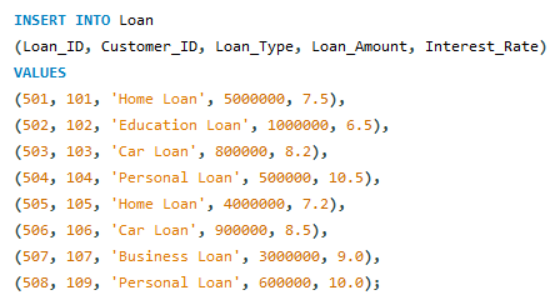 INSERT INTO Loan
(Loan_ID, Customer_ID, Loan_Type, Loan_Amount, Interest_Rate)
VALUES
(501, 101, 'Home Loan', 5000000, 7.5),
(502, 102, 'Education Loan', 1000000, 6.5),
(503, 103, 'Car Loan', 800000, 8.2),
(504, 104, 'Personal Loan', 500000, 10.5),
(505, 105, 'Home Loan', 4000000, 7.2),
(506, 106, 'Car Loan', 900000, 8.5),
(507, 107, 'Business Loan', 3000000, 9.0),
(508, 109, 'Personal Loan', 600000, 10.0);